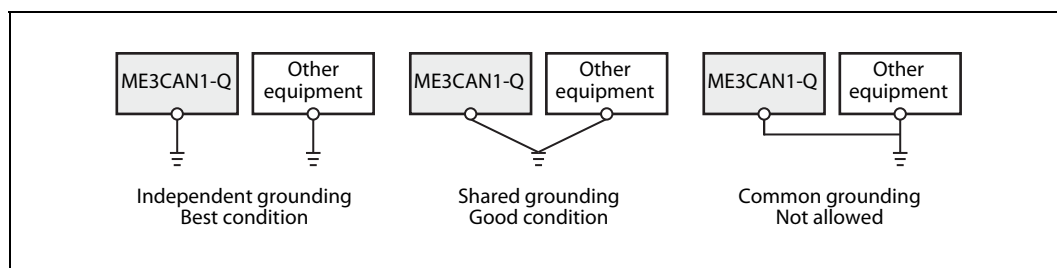 ME3CAN1-Q
Other
equipment
ME3CAN1-Q
Other
equipment
ME3CAN1-Q
Other
equipment
Independent grounding
Best condition
Shared grounding
Good condition
Common grounding
Not allowed